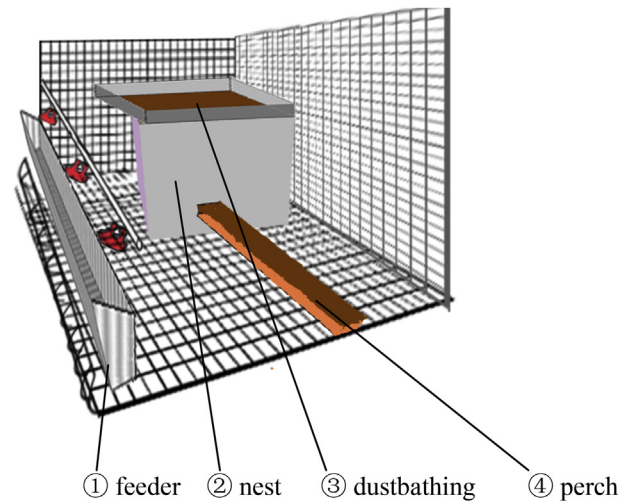 ① feeder ② nest ③ dustbathing ④ perch